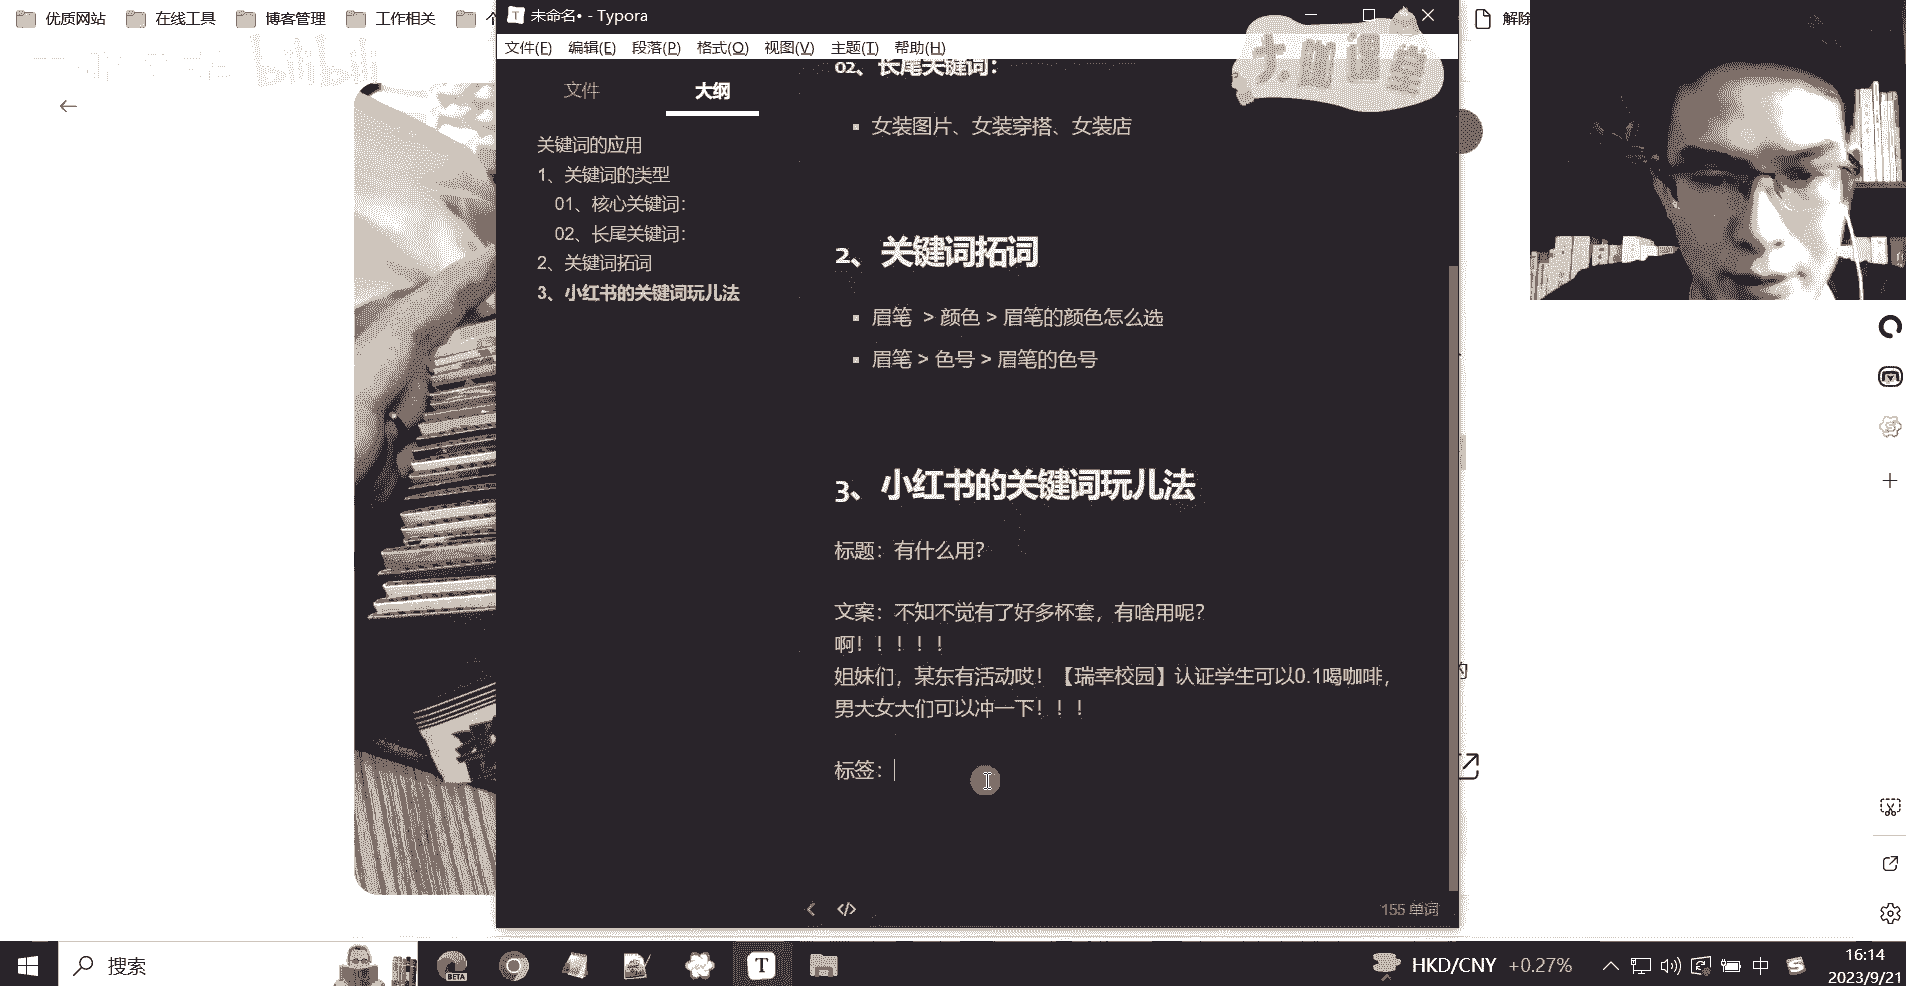 优质网站
在线工具
博客管理
工作相关
个
未命名• - Typora
解除
文件(F) 编辑(E) 段落(P) 格式(O) 视图(V) 主题(T) 帮助(H)
bilibili
大咖课堂
文件
大纲
关键词的应用
1、关键词的类型
01、核心关键词：
02、长尾关键词：
2、关键词拓词
3、小红书的关键词玩儿法
02、长尾关键词：
女装图片、女装穿搭、女装店
2、关键词拓词
眉笔 > 颜色 > 眉笔的颜色怎么选
眉笔 > 色号 > 眉笔的色号
3、小红书的关键词玩儿法
标题：有什么用？
文案：不知不觉有了好多杯套，有啥用呢？
啊！！！！！
姐妹们，某东有活动哎！【瑞幸校园】认证学生可以0.1喝咖啡，
男大女大们可以冲一下！！！
标签：
的
155 单词
搜索
BETA
T
HKD/CNY +0.27%
中
16:14
2023/9/21